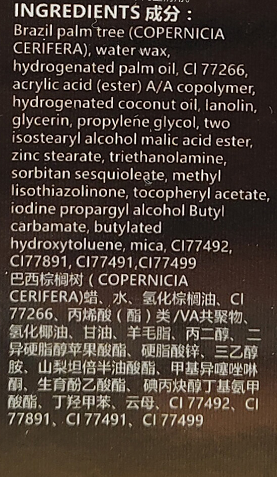 INGREDIENTS 成分：
Brazil palm tree (COPERNICIA
CERIFERA), water wax,
hydrogenated palm oil, CI 77266,
acrylic acid (ester) A/A copolymer,
hydrogenated coconut oil, lanolin,
glycerin, propylene glycol, two
isostearyl alcohol malic acid ester,
zinc stearate, triethanolamine,
sorbitan sesquioleate, methyl
lisothiazolinone, tocopheryl acetate,
iodine propargyl alcohol Butyl
carbamate, butylated
hydroxytoluene, mica, CI77492,
CI77891, CI77491,CI77499
巴西棕榈树（COPERNICIA
CERIFERA)蜡、水、氢化棕榈油、CI
77266、丙烯酸（酯）类/VA共聚物、
氢化椰油、甘油、羊毛脂、丙二醇、二
异硬脂醇苹果酸酯、硬脂酸锌、三乙醇
胺、山梨坦倍半油酸酯、甲基异噻唑啉
酮、生育酚乙酸酯、碘丙炔醇丁基氨甲
酸酯、丁羟甲苯、云母、CI 77492、CI
77891、CI 77491、CI 77499